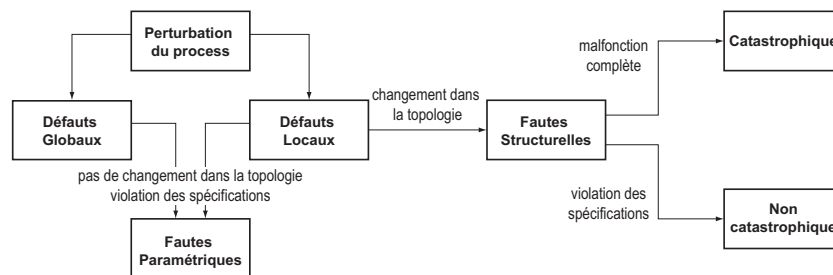 Perturbation
du process
Défauts
Globaux
Défauts
Locaux
pas de changement dans la topologie
violation des spécifications
Fautes
Paramétriques
changement dans
la topologie
Fautes
Structurelles
malfonction
complète
Catastrophique
violation des
spécifications
Non
catastrophique